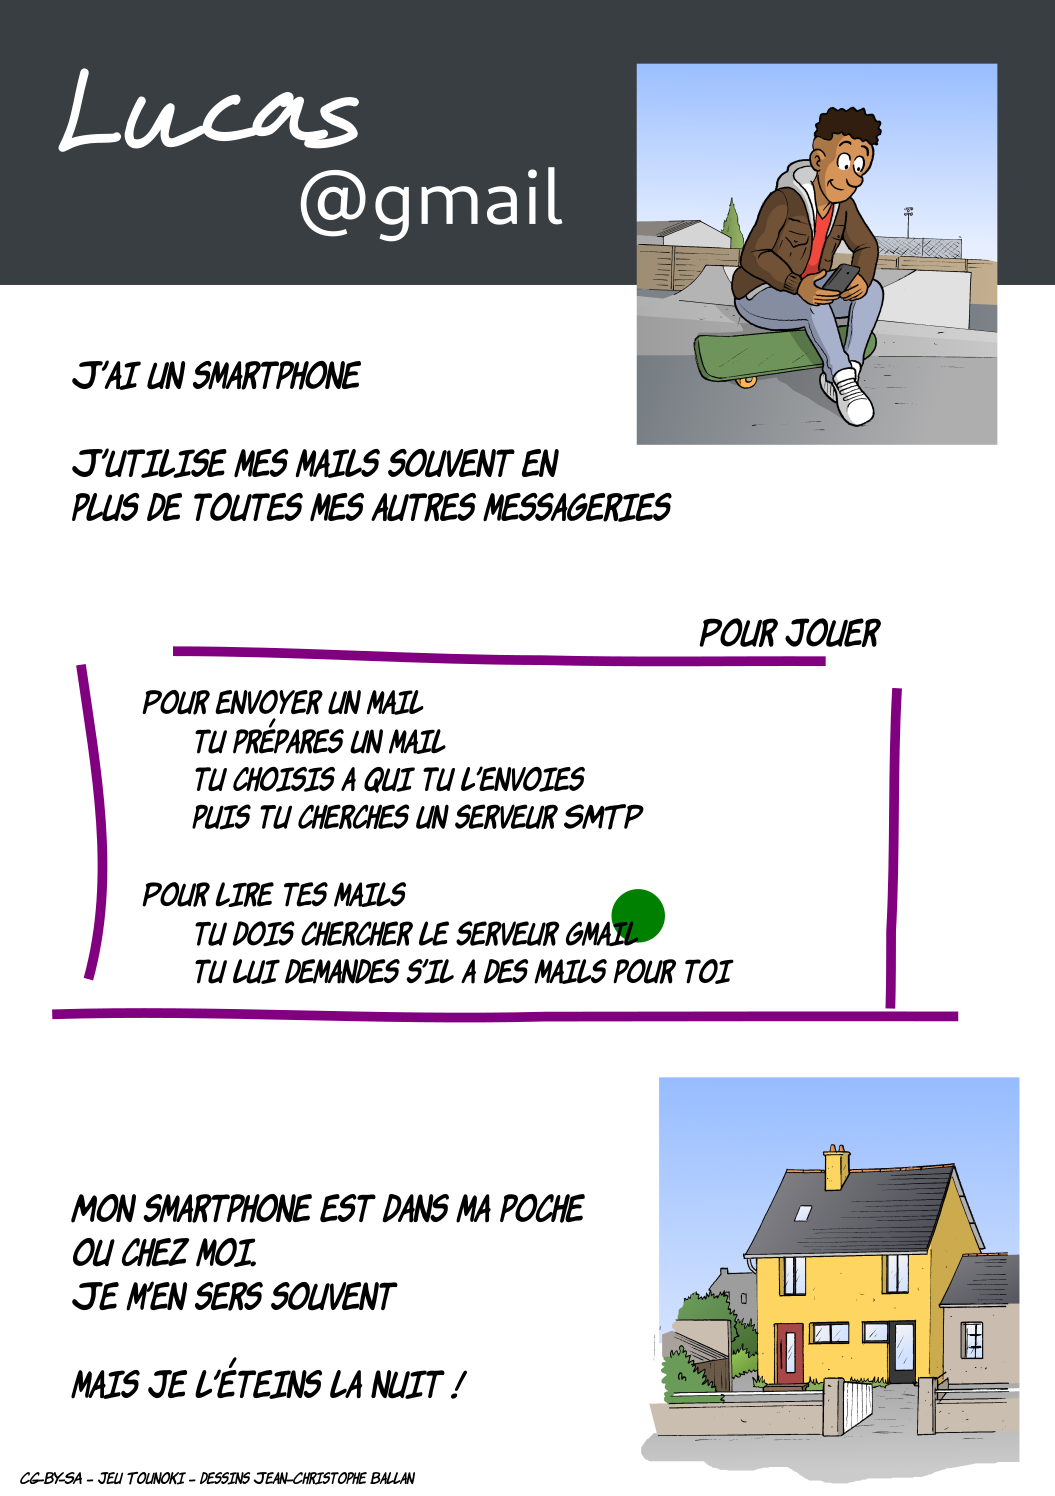 Lucas
@gmail
J'AI UN SMARTPHONE
J'UTILISE MES MAILS SOUVENT EN
PLUS DE TOUTES MES AUTRES MESSAGERIES
POUR JOUER
POUR ENVOYER UN MAIL
TU PRÉPARES UN MAIL
TU CHOISIS A QUI TU L'ENVOIES
PUIS TU CHERCHES UN SERVEUR SMTP
POUR LIRE TES MAILS
TU DOIS CHERCHER LE SERVEUR GMAIL
TU LUI DEMANDES S'IL A DES MAILS POUR TOI
MON SMARTPHONE EST DANS MA POCHE
OU CHEZ MOI.
JE M'EN SERS SOUVENT
MAIS JE L'ÉTEINS LA NUIT !
CC-BY-SA - JEU TOUNOKI - DESSINS JEAN-CHRISTOPHE BALLAN